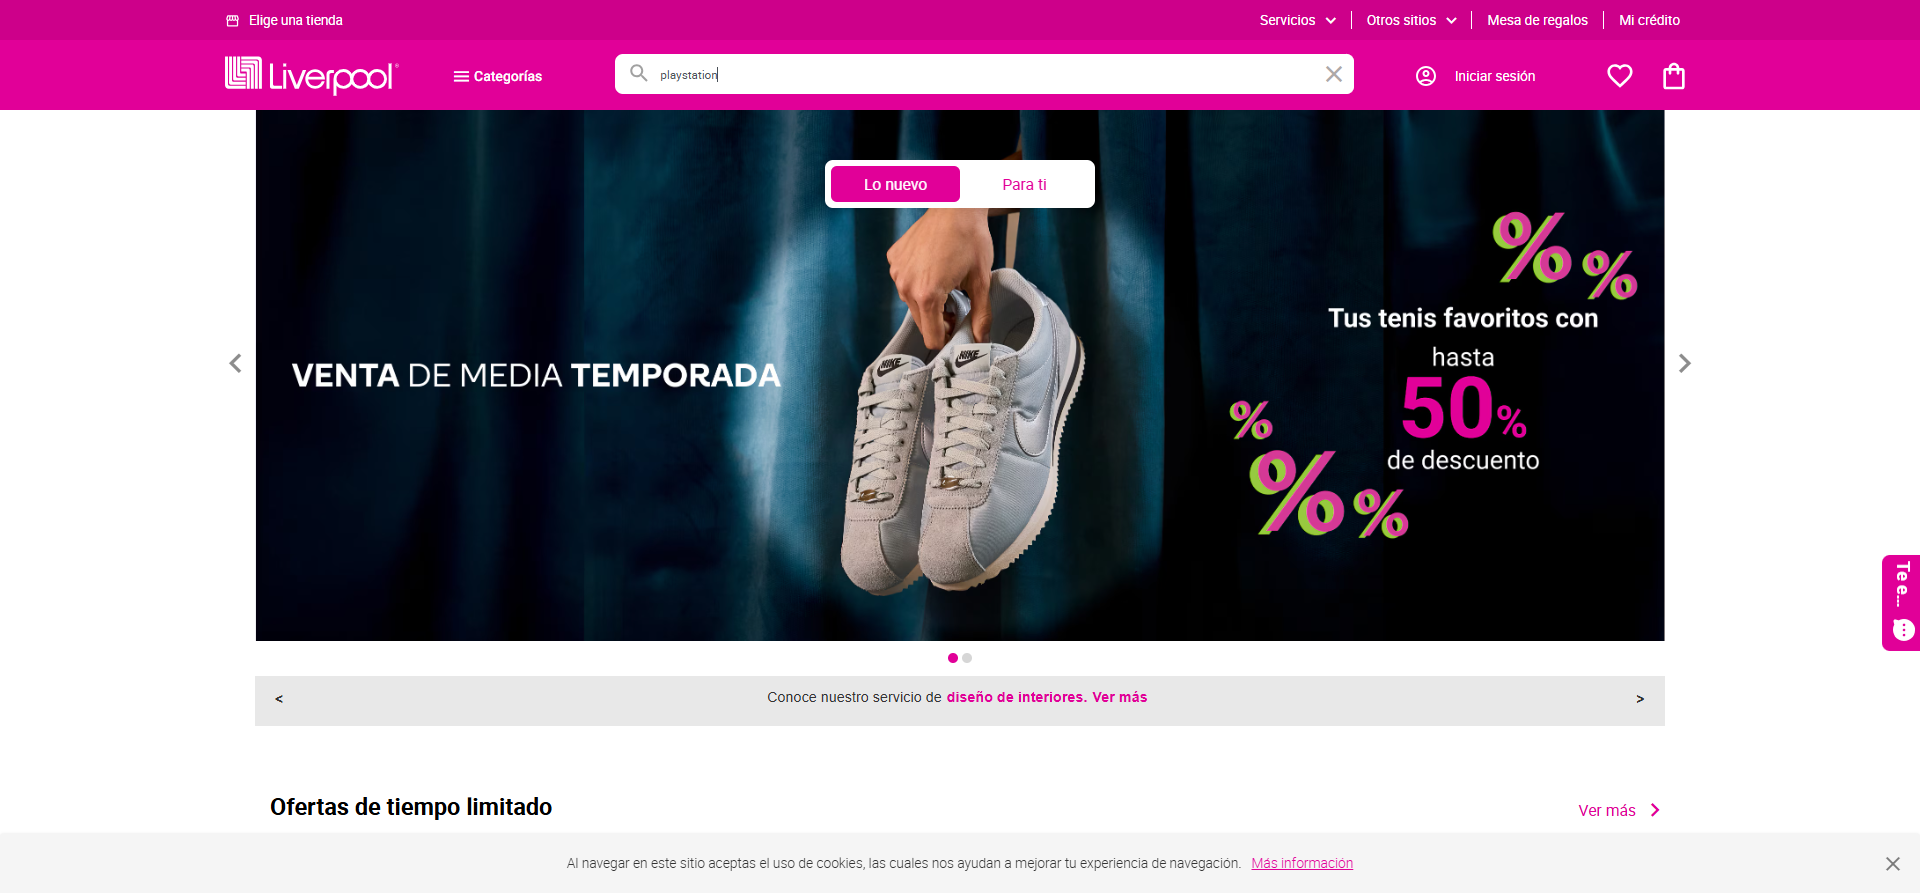 Elige una tienda
Servicios
Otros sitios
Mesa de regalos
Mi crédito
Liverpool
Categorías
playstation
Iniciar sesión
Lo nuevo
Para ti
NIKE
NIKE
VENTA DE MEDIA TEMPORADA
% %
Tus tenis favoritos con
hasta
50%
de descuento
%
% %
Te e...
< Conoce nuestro servicio de diseño de interiores. Ver más >
Ofertas de tiempo limitado
Ver más
Al navegar en este sitio aceptas el uso de cookies, las cuales nos ayudan a mejorar tu experiencia de navegación. Más información